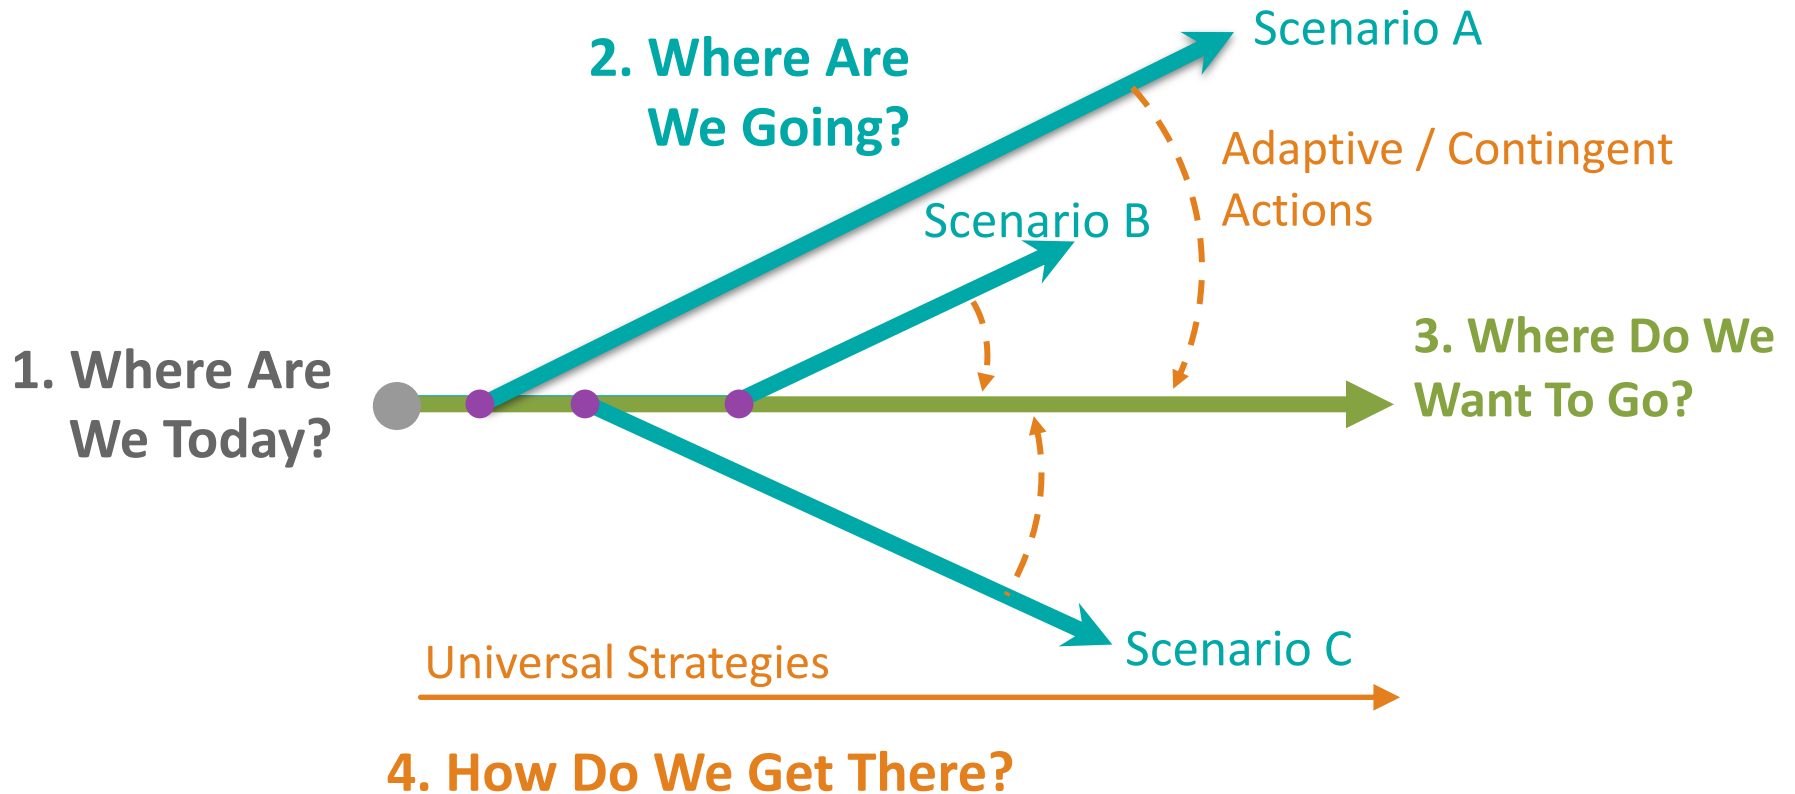 2. Where Are
We Going?
Scenario A
Adaptive / Contingent
Actions
Scenario B
1. Where Are
We Today?
3. Where Do We
Want To Go?
Scenario C
Universal Strategies
4. How Do We Get There?